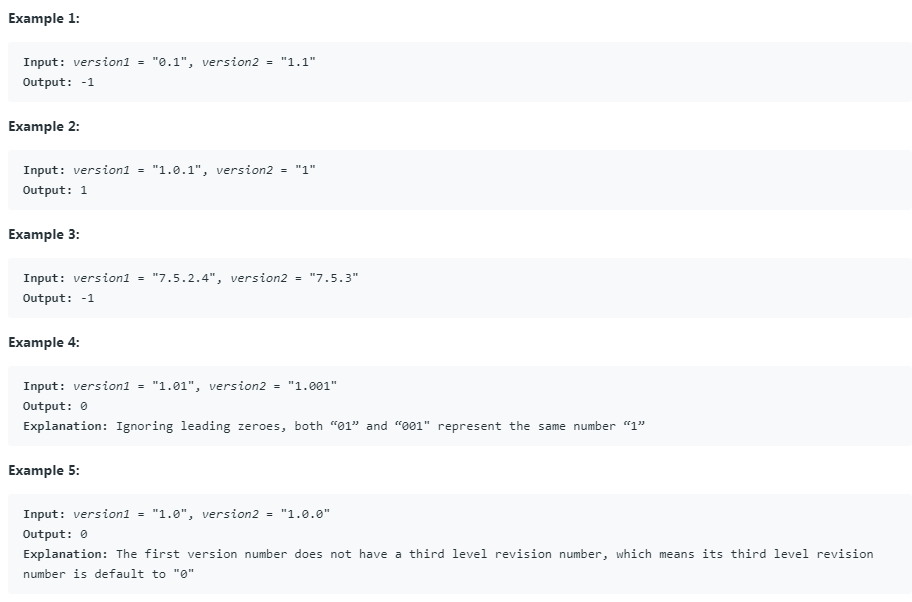 Example 1:
Input: version1 = "0.1", version2 = "1.1"
Output: -1
Example 2:
Input: version1 = "1.0.1", version2 = "1"
Output: 1
Example 3:
Input: version1 = "7.5.2.4", version2 = "7.5.3"
Output: -1
Example 4:
Input: version1 = "1.01", version2 = "1.001"
Output: 0
Explanation: Ignoring leading zeroes, both “01” and “001" represent the same number “1”
Example 5:
Input: version1 = "1.0", version2 = "1.0.0"
Output: 0
Explanation: The first version number does not have a third level revision number, which means its third level revision
number is default to "0"